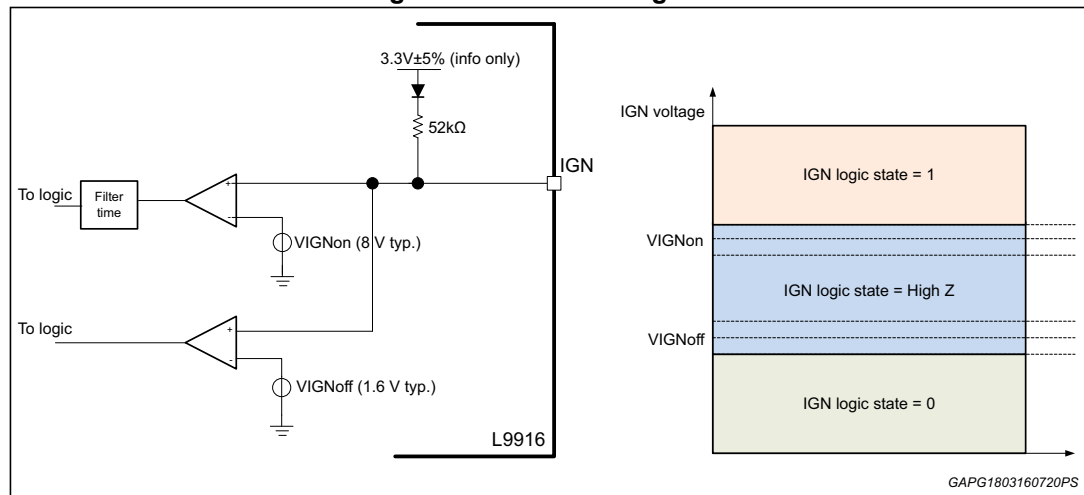 3.3V±5% (info only)
52kΩ
IGN
To logic
Filter
time
+
-
VIGNon (8 V typ.)
To logic
+
-
VIGNoff (1.6 V typ.)
L9916
IGN voltage
IGN logic state = 1
VIGNon
IGN logic state = High Z
VIGNoff
IGN logic state = 0
GAPG1803160720PS